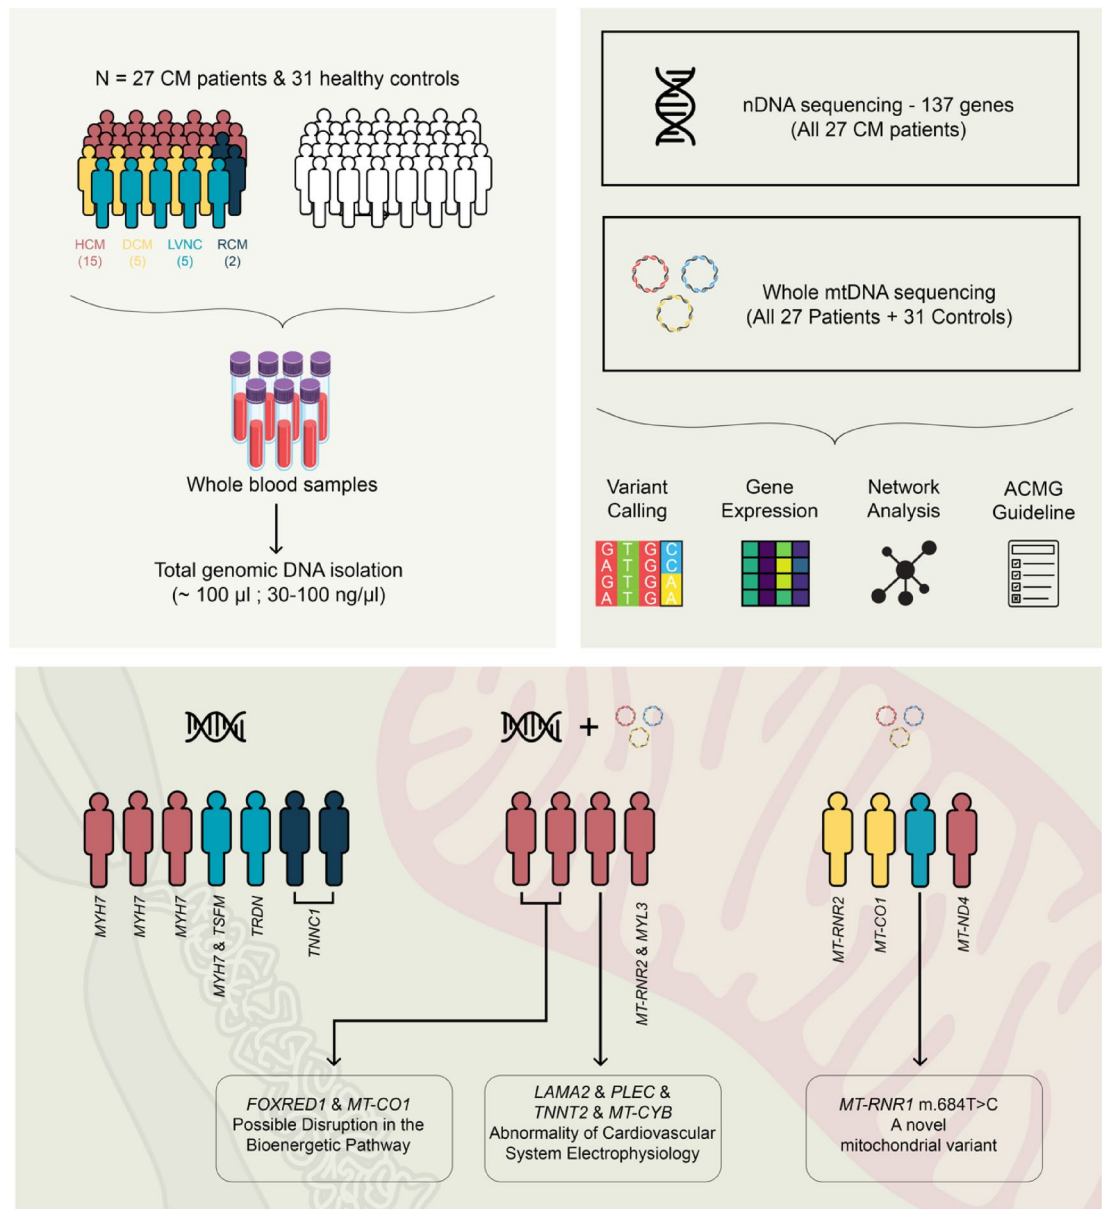 N = 27 CM patients & 31 healthy controls
HCM DCM LVNC RCM
(15) (5) (5) (2)
Whole blood samples
Total genomic DNA isolation
(~ 100 µl ; 30-100 ng/µl)
nDNA sequencing - 137 genes
(All 27 CM patients)
Whole mtDNA sequencing
(All 27 Patients + 31 Controls)
Variant
Calling
Gene
Expression
Network
Analysis
ACMG
Guideline
G T G C
A T G C
G T G A
A T G A
+
MYH7
MYH7
MYH7
MYH7 & TSFM
TRDN
TNNC1
MT-RNR2 & MYL3
MT-RNR2
MT-CO1
MT-ND4
FOXRED1 & MT-CO1
Possible Disruption in the
Bioenergetic Pathway
LAMA2 & PLEC &
TNNT2 & MT-CYB
Abnormality of Cardiovascular
System Electrophysiology
MT-RNR1 m.684T>C
A novel
mitochondrial variant